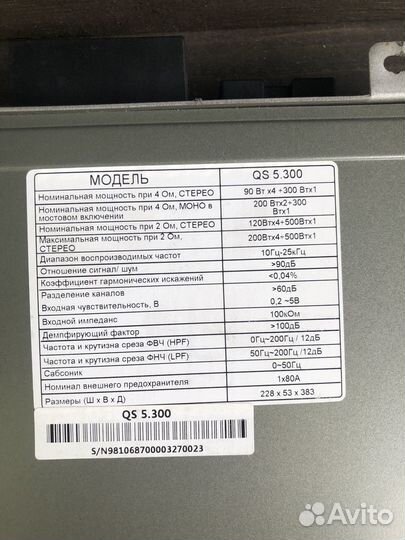 МОДЕЛЬ QS 5.300
Номинальная мощность при 4 Ом, СТЕРЕО 90 Вт х4 +300 Втх1
Номинальная мощность при 4 Ом, МОНО в мостовом включении 200 Втх2+300 Втх1
Номинальная мощность при 2 Ом, СТЕРЕО 120Втх4+500Втх1
Максимальная мощность при 2 Ом, СТЕРЕО 200Втх4+500Втх1
Диапазон воспроизводимых частот 10Гц-25кГц
Отношение сигнал/ шум >90дБ
Коэффициент гармонических искажений <0,04%
Разделение каналов >60дБ
Входная чувствительность, В 0,2 ~5В
Входной импеданс 100кОм
Демпфирующий фактор >100дБ
Частота и крутизна среза ФВЧ (HPF) 0Гц~200Гц / 12дБ
Частота и крутизна среза ФНЧ (LPF) 50Гц~200Гц /12дБ
Сабсоник 0~50Гц
Номинал внешнего предохранителя 1х80А
Размеры (Ш х В х Д) 228 х 53 х 383
QS 5.300
S/N981068700003270023
Avito